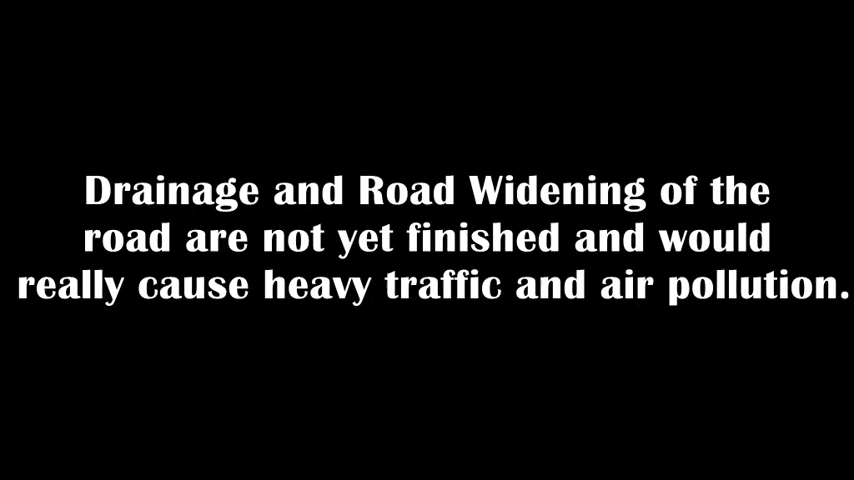 Drainage and Road Widening of the
road are not yet finished and would
really cause heavy traffic and air pollution.